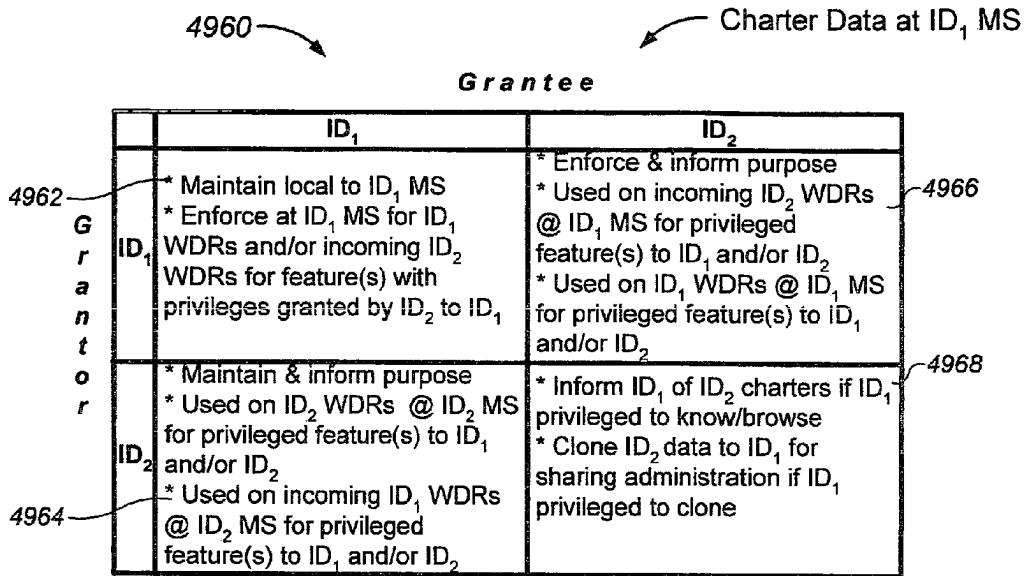 4960
Charter Data at ID₁ MS
Grantee
ID₁
ID₂
Grantor
ID₁
4962
* Maintain local to ID₁ MS
* Enforce at ID₁ MS for ID₁
WDRs and/or incoming ID₂
WDRs for feature(s) with
privileges granted by ID₂ to ID₁
* Enforce & inform purpose
* Used on incoming ID₂ WDRs
@ ID₁ MS for privileged
feature(s) to ID₁ and/or ID₂
* Used on ID₁ WDRs @ ID₁ MS
for privileged feature(s) to ID₁
and/or ID₂
4966
ID₂
* Maintain & inform purpose
* Used on ID₂ WDRs @ ID₂ MS
for privileged feature(s) to ID₁
and/or ID₂
* Used on incoming ID₁ WDRs
@ ID₂ MS for privileged
feature(s) to ID₁ and/or ID₂
4964
* Inform ID₁ of ID₂ charters if ID₁
privileged to know/browse
* Clone ID₂ data to ID₁ for
sharing administration if ID₁
privileged to clone
4968